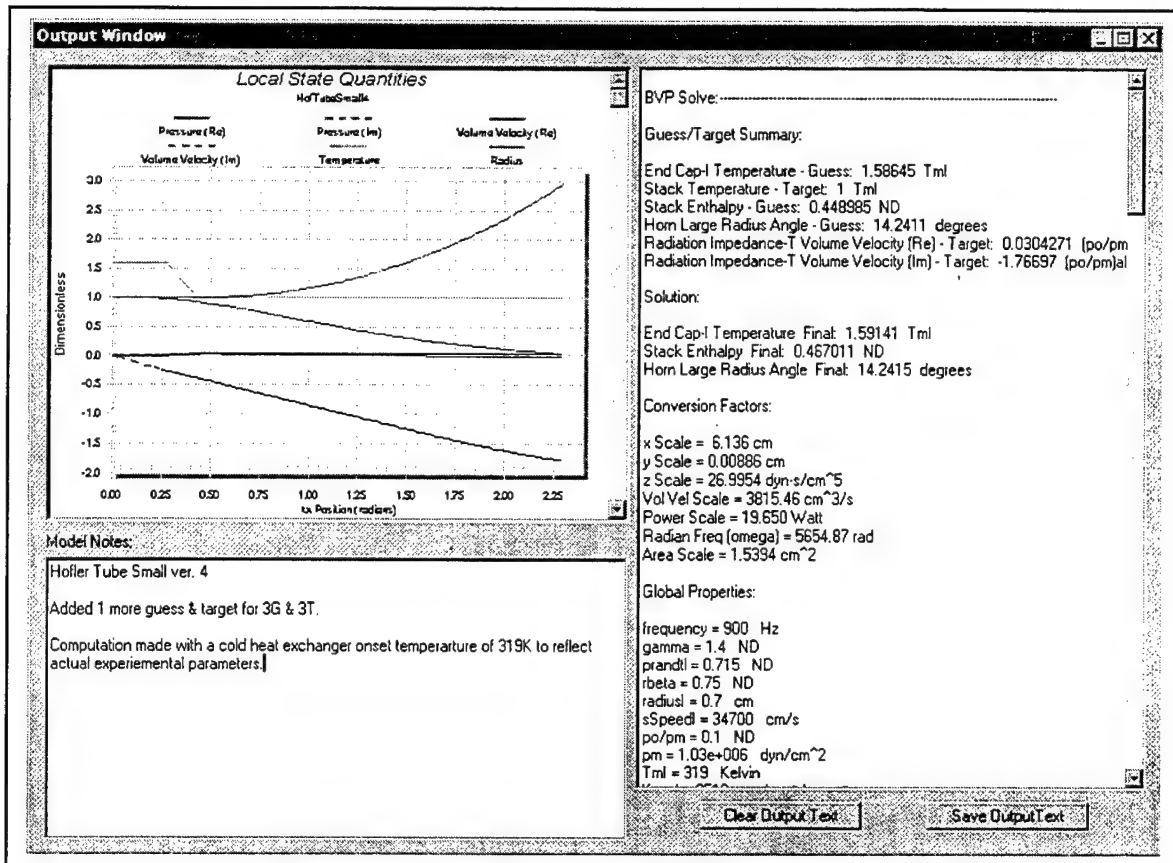 Output Window
Local State Quantities
HofTubeSmall4
Pressure (Re)
Pressure (Im)
Volume Velocity (Re)
Volume Velocity (Im)
Temperature
Radius
Dimensionless
3.0
2.5
2.0
1.5
1.0
0.5
0.0
-0.5
-1.0
-1.5
-2.0
0.00 0.25 0.50 0.75 1.00 1.25 1.50 1.75 2.00 2.25
kx Position (radians)
Model Notes:
Hofler Tube Small ver. 4
Added 1 more guess & target for 3G & 3T.
Computation made with a cold heat exchanger onset temperarture of 319K to reflect
actual experiemental parameters.
BVP Solve:------------------------------------------------------------
Guess/Target Summary:
End Cap-I Temperature - Guess: 1.58645 Tml
Stack Temperature - Target: 1 Tml
Stack Enthalpy - Guess: 0.448985 ND
Horn Large Radius Angle - Guess: 14.2411 degrees
Radiation Impedance-T Volume Velocity (Re) - Target: 0.0304271 (po/pm
Radiation Impedance-T Volume Velocity (Im) - Target: -1.76697 (po/pm)al
Solution:
End Cap-I Temperature Final: 1.59141 Tml
Stack Enthalpy Final: 0.467011 ND
Horn Large Radius Angle Final: 14.2415 degrees
Conversion Factors:
x Scale = 6.136 cm
y Scale = 0.00886 cm
z Scale = 26.9954 dyn-s/cm^5
Vol Vel Scale = 3815.46 cm^3/s
Power Scale = 19.650 Watt
Radian Freq (omega) = 5654.87 rad
Area Scale = 1.5394 cm^2
Global Properties:
frequency = 900 Hz
gamma = 1.4 ND
prandtl = 0.715 ND
rbeta = 0.75 ND
radiusl = 0.7 cm
sSpeedl = 34700 cm/s
po/pm = 0.1 ND
pm = 1.03e+006 dyn/cm^2
Tml = 319 Kelvin
Clear Output Text
Save OutputText